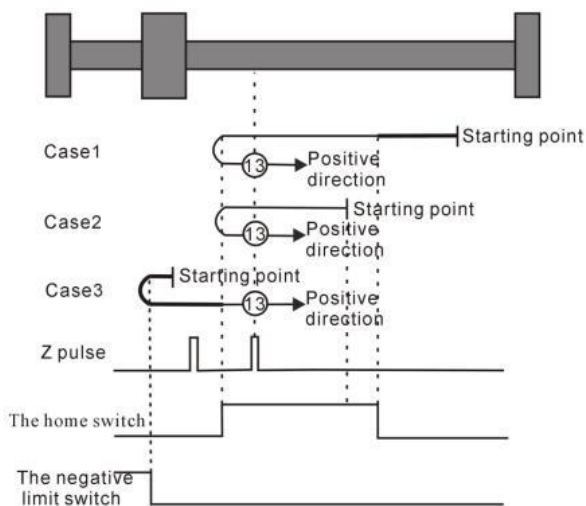 Case1
Starting point
13
Positive
direction
Case2
Starting point
13
Positive
direction
Case3
Starting point
13
Positive
direction
Z pulse
The home switch
The negative
limit switch